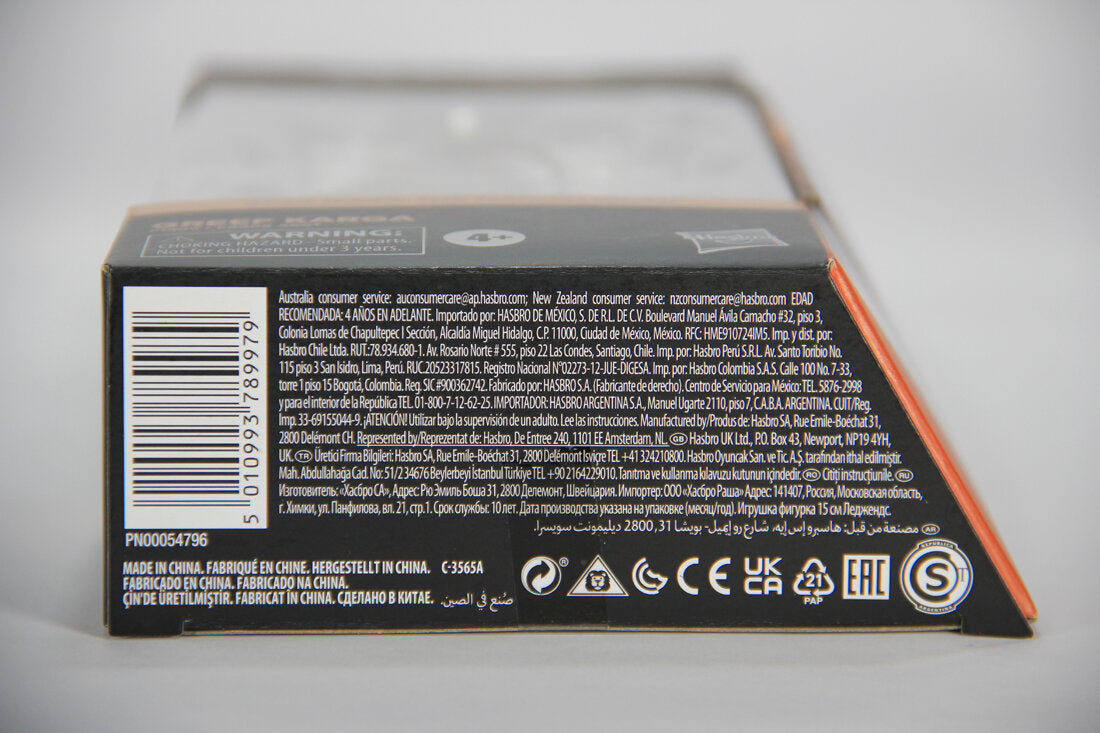 GREEF KARGA
WARNING:
CHOKING HAZARD - Small parts.
Not for children under 3 years.
4+
Hasbro
5 010993 789979
PN00054796
Australia consumer service: auconsumercare@ap.hasbro.com; New Zealand consumer service: nzconsumercare@hasbro.com EDAD
RECOMENDADA: 4 AÑOS EN ADELANTE. Importado por: HASBRO DE MÉXICO, S. DE R.L. DE C.V. Boulevard Manuel Ávila Camacho #32, piso 3,
Colonia Lomas de Chapultepec I Sección, Alcaldía Miguel Hidalgo, C.P. 11000, Ciudad de México, México. RFC: HME910724IM5. Imp. y dist. por:
Hasbro Chile Ltda. RUT.:78.934.680-1. Av. Rosario Norte # 555, piso 22 Las Condes, Santiago, Chile. Imp. por: Hasbro Perú S.R.L. Av. Santo Toribio No.
115 piso 3 San Isidro, Lima, Perú. RUC.20523317815. Registro Nacional N°02273-12-JUE-DIGESA. Imp. por: Hasbro Colombia S.A.S. Calle 100 No. 7-33,
torre 1 piso 15 Bogotá, Colombia. Reg. SIC #900362742. Fabricado por: HASBRO S.A. (Fabricante de derecho). Centro de Servicio para México: TEL. 5876-2998
y para el interior de la República TEL. 01-800-7-12-62-25. IMPORTADOR: HASBRO ARGENTINA S.A., Manuel Ugarte 2110, piso 7, C.A.B.A. ARGENTINA. CUIT/Reg.
Imp. 33-69155044-9. ¡ATENCIÓN! Utilizar bajo la supervisión de un adulto. Lee las instrucciones. Manufactured by/Produs de: Hasbro SA, Rue Emile-Boéchat 31,
2800 Delémont CH. Represented by/Reprezentat de: Hasbro, De Entree 240, 1101 EE Amsterdam, NL. GB Hasbro UK Ltd., P.O. Box 43, Newport, NP19 4YH,
UK. TR Üretici Firma Bilgileri: Hasbro SA, Rue Emile-Boéchat 31, 2800 Delémont İsviçre TEL +41 324210800. Hasbro Oyuncak San. ve Tic. A.Ş. tarafından ithal edilmiştir.
Mah. Abdullahağa Cad. No: 51/2 34676 Beylerbeyi İstanbul Türkiye TEL +90 2164229010. Tanıtma ve kullanma kılavuzu kutunun içindedir. RO Citiți instrucțiunile. RU
Изготовитель: «Хасбро СА», Адрес: Рю Эмиль Боша 31, 2800 Делемонт, Швейцария. Импортер: ООО «Хасбро Раша» Адрес: 141407, Россия, Московская область,
г. Химки, ул. Панфилова, вл. 21, стр.1. Срок службы: 10 лет. Дата производства указана на упаковке (месяц/год). Игрушка фигурка 15 см Леджендс.
AR مصنعة من قبل: هاسبرو إس إيه، شارع رو إيميل- بويشا 31, 2800 ديليمونت سويسرا.
MADE IN CHINA. FABRIQUÉ EN CHINE. HERGESTELLT IN CHINA. C-3565A
FABRICADO EN CHINA. FABRICADO NA CHINA.
ÇİN'DE ÜRETİLMİŞTİR. FABRICAT ÎN CHINA. СДЕЛАНО В КИТАЕ. صُنع في الصين.
®
CE
UK
CA
21
PAP
EAC
REPUBLICA
S T
ARGENTINA